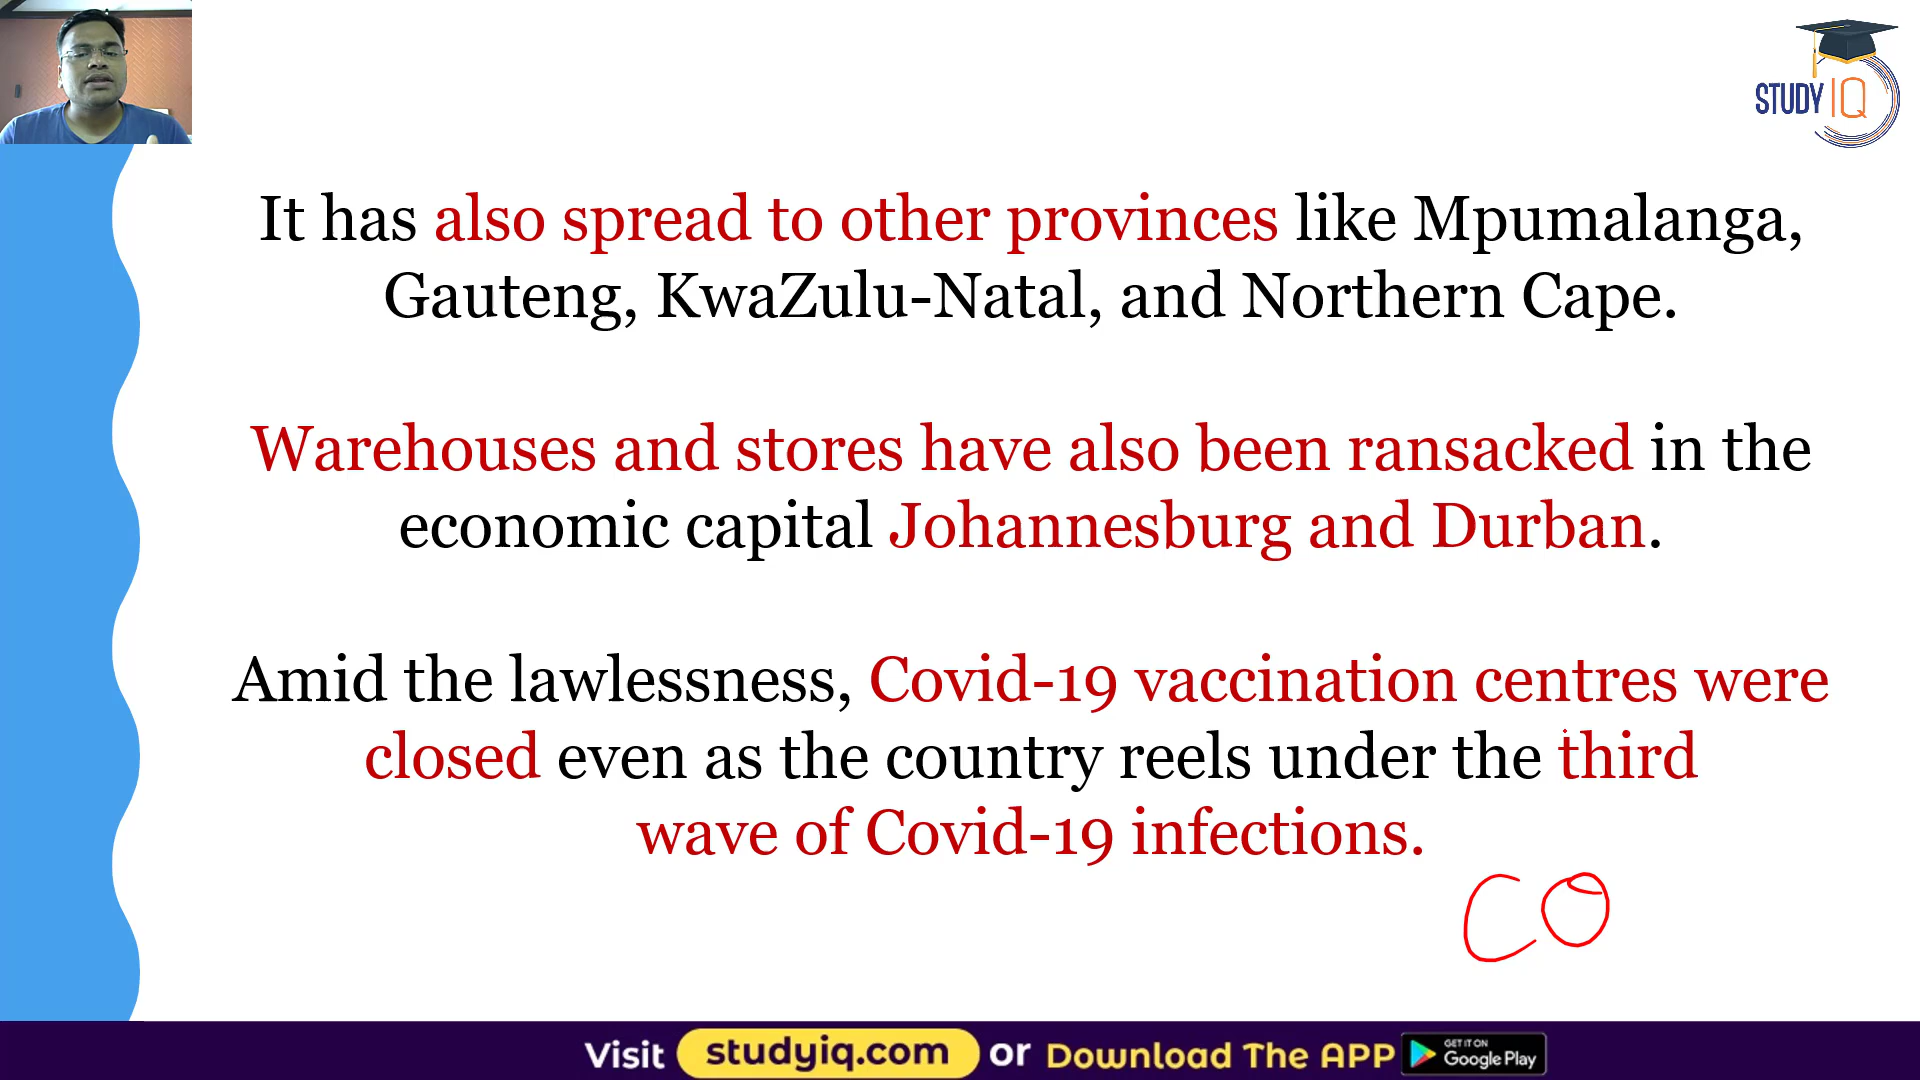 STUDY IQ
It has also spread to other provinces like Mpumalanga,
Gauteng, KwaZulu-Natal, and Northern Cape.
Warehouses and stores have also been ransacked in the
economic capital Johannesburg and Durban.
Amid the lawlessness, Covid-19 vaccination centres were
closed even as the country reels under the third
wave of Covid-19 infections.
CO
Visit studyiq.com or Download The APP GET IT ON Google Play